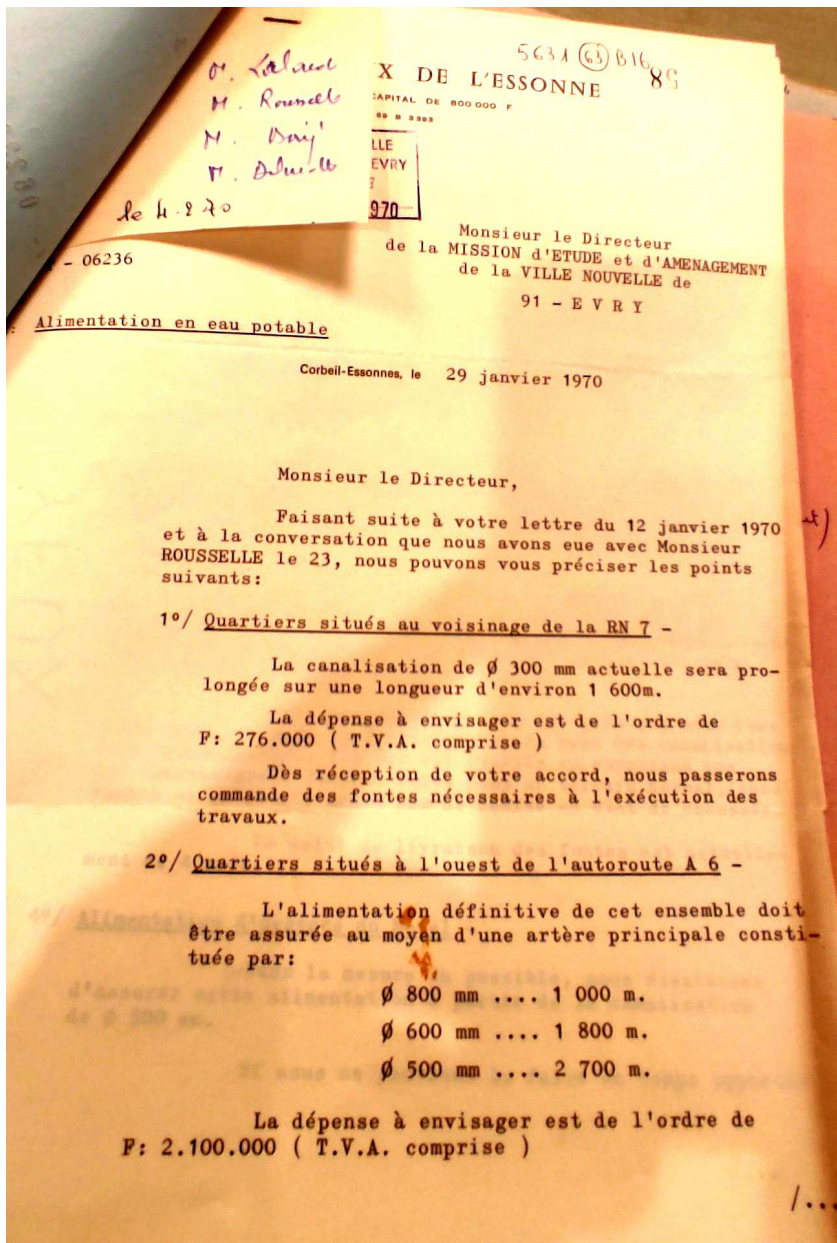 5631 63 B16
58
X DE L'ESSONNE
CAPITAL DE 800 000 F
M.
M.
M.
M.
le 4.2.70
LLE
EVRY
970
Monsieur le Directeur
de la MISSION d'ETUDE et d'AMENAGEMENT
de la VILLE NOUVELLE de
91 - E V R Y
- 06236
Alimentation en eau potable
Corbeil-Essonnes, le 29 janvier 1970
Monsieur le Directeur,
Faisant suite à votre lettre du 12 janvier 1970
et à la conversation que nous avons eue avec Monsieur
ROUSSELLE le 23, nous pouvons vous préciser les points
suivants:
1º/ Quartiers situés au voisinage de la RN 7 -
La canalisation de Ø 300 mm actuelle sera pro-
longée sur une longueur d'environ 1 600m.
La dépense à envisager est de l'ordre de
F: 276.000 ( T.V.A. comprise )
Dès réception de votre accord, nous passerons
commande des fontes nécessaires à l'exécution des
travaux.
2º/ Quartiers situés à l'ouest de l'autoroute A 6 -
L'alimentation définitive de cet ensemble doit
être assurée au moyen d'une artère principale consti-
tuée par:
Ø 800 mm .... 1 000 m.
Ø 600 mm .... 1 800 m.
Ø 500 mm .... 2 700 m.
La dépense à envisager est de l'ordre de
F: 2.100.000 ( T.V.A. comprise )
/...